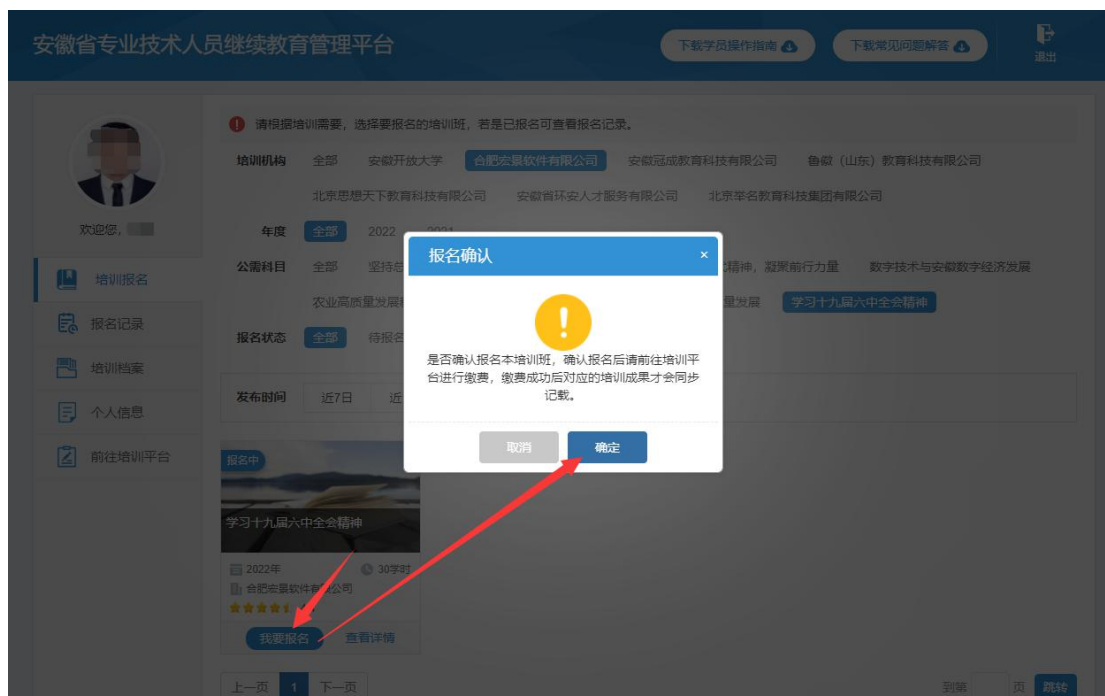 安徽省专业技术人员继续教育管理平台
下载学员操作指南
下载常见问题解答
退出
请根据培训需要，选择要报名的培训班，若是已报名可查看报名记录。
培训机构 全部 安徽开放大学 合肥宏景软件有限公司 安徽冠成教育科技有限公司 鲁徽（山东）教育科技有限公司
北京思想天下教育科技有限公司 安徽省环安人才服务有限公司 北京举名教育科技集团有限公司
欢迎您，
年度 全部 2022 2021
公需科目 全部 坚持总 精神，凝聚前行力量 数字技术与安徽数字经济发展
农业高质量发展 量发展 学习十九届六中全会精神
报名状态 全部 待报名
发布时间 近7日 近
培训报名
报名记录
培训档案
个人信息
前往培训平台
报名确认 ×
是否确认报名本培训班，确认报名后请前往培训平
台进行缴费，缴费成功后对应的培训成果才会同步
记载。
取消 确定
报名中
学习十九届六中全会精神
2022年 30学时
合肥宏景软件有限公司
我要报名 查看详情
上一页 1 下一页
到第 页 跳转